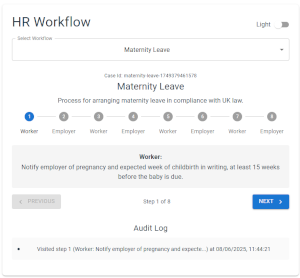 HR Workflow
Light
Select Workflow
Maternity Leave
Case Id: maternity-leave-1749379461578
Maternity Leave
Process for arranging maternity leave in compliance with UK law.
1 2 3 4 5 6 7 8
Worker Employer Worker Employer Worker Employer Worker Employer
Worker:
Notify employer of pregnancy and expected week of childbirth in writing, at least 15 weeks
before the baby is due.
PREVIOUS
Step 1 of 8
NEXT
Audit Log
Visited step 1 (Worker: Notify employer of pregnancy and expecte...) at 08/06/2025, 11:44:21